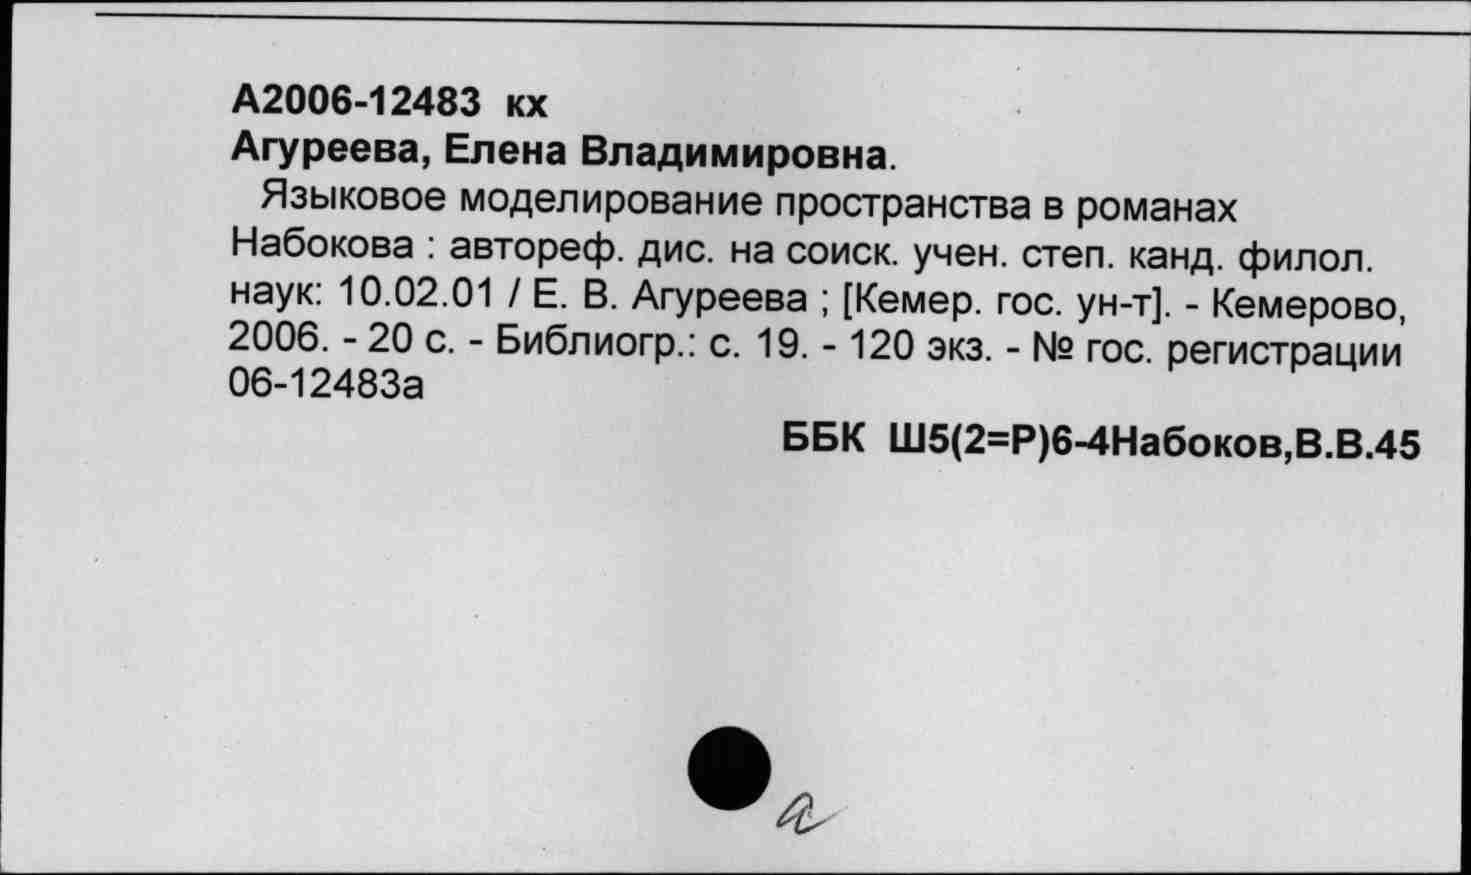 А2006-12483 кх
Агуреева, Елена Владимировна.
Языковое моделирование пространства в романах
Набокова : автореф. дис. на соиск. учен. степ. канд. филол.
наук: 10.02.01 / Е. В. Агуреева ; [Кемер. гос. ун-т]. - Кемерово,
2006. - 20 с. - Библиогр.: с. 19. - 120 экз. - № гос. регистрации
06-12483а
ББК Ш5(2=Р)6-4Набоков,В.В.45
а